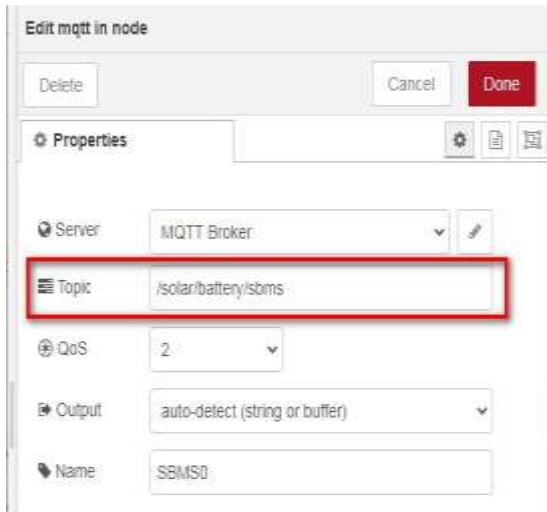 Edit mqtt in node
Delete Cancel Done
Properties
Server MQTT Broker
Topic /solar/battery/sbms
QoS 2
Output auto-detect (string or buffer)
Name SBMS0